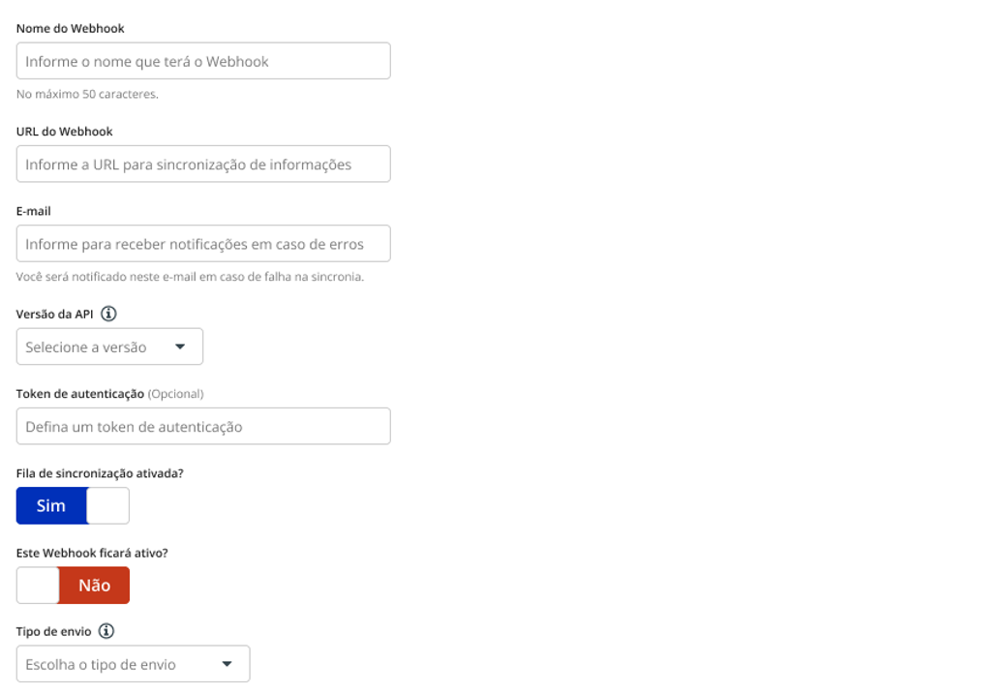 Nome do Webhook
Informe o nome que terá o Webhook
No máximo 50 caracteres.
URL do Webhook
Informe a URL para sincronização de informações
E-mail
Informe para receber notificações em caso de erros
Você será notificado neste e-mail em caso de falha na sincronia.
Versão da API
Selecione a versão
Token de autenticação (Opcional)
Defina um token de autenticação
Fila de sincronização ativada?
Sim
Este Webhook ficará ativo?
Não
Tipo de envio
Escolha o tipo de envio